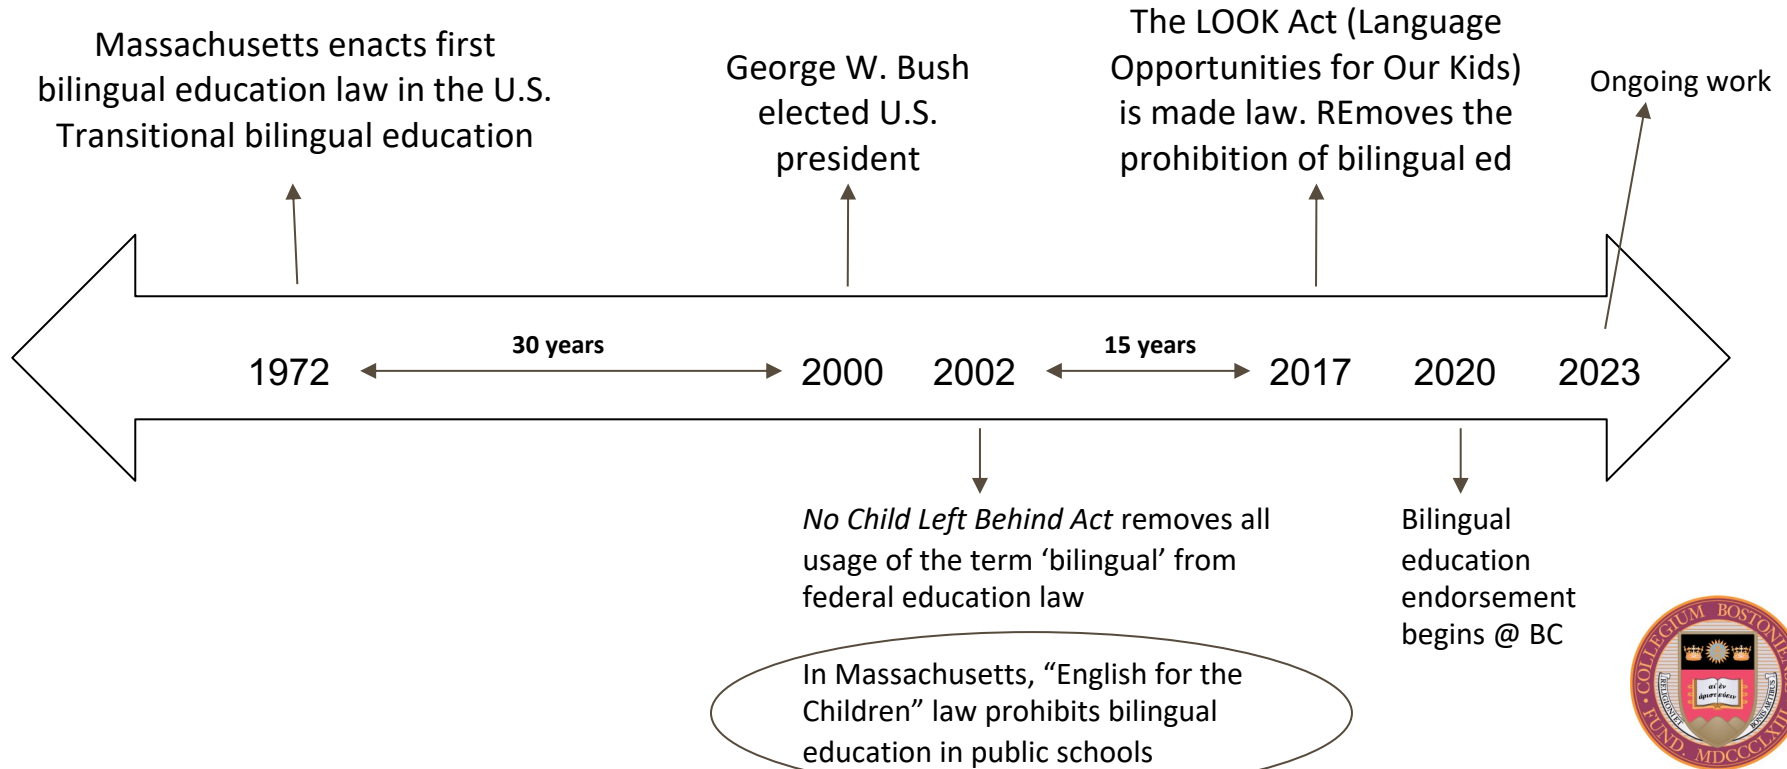 Massachusetts enacts first
bilingual education law in the U.S.
Transitional bilingual education
George W. Bush
elected U.S.
president
The LOOK Act (Language
Opportunities for Our Kids)
is made law. REmoves the
prohibition of bilingual ed
Ongoing work
30 years
15 years
1972
2000
2002
2017
2020
2023
No Child Left Behind Act removes all
usage of the term ‘bilingual’ from
federal education law
In Massachusetts, “English for the
Children” law prohibits bilingual
education in public schools
Bilingual
education
endorsement
begins @ BC
COLLEGIUM
FUND. MDCCCLXIII